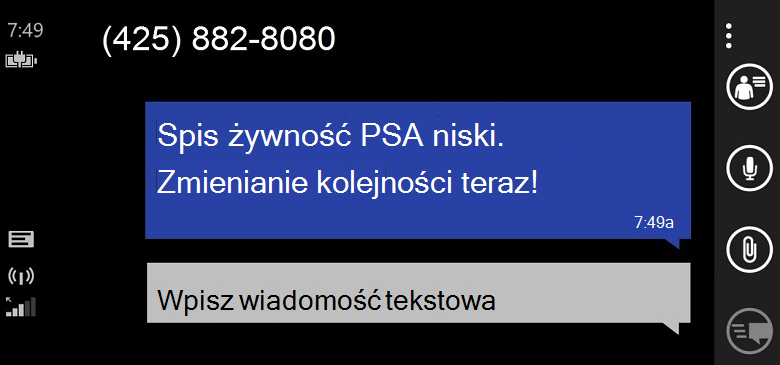 7:49
(425) 882-8080
Spis żywność PSA niski.
Zmienianie kolejności teraz!
7:49a
Wpisz wiadomość tekstowa